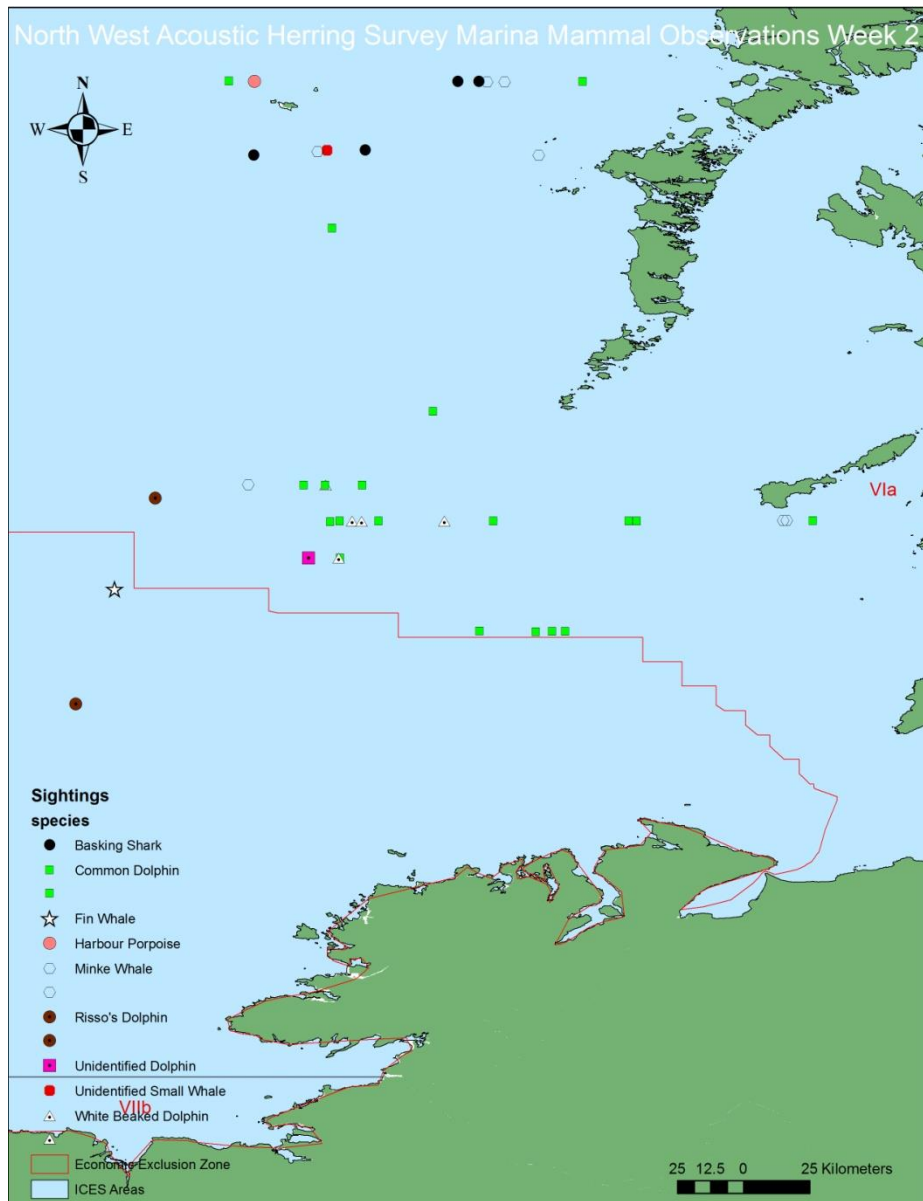 North West Acoustic Herring Survey Marina Mammal Observations Week 2
N
W E
S
VIa
Sightings
species
Basking Shark
Common Dolphin
Fin Whale
Harbour Porpoise
Minke Whale
Risso's Dolphin
Unidentified Dolphin
Unidentified Small Whale
VIIb
White Beaked Dolphin
Economic Exclusion Zone
ICES Areas
25 12.5 0 25 Kilometers